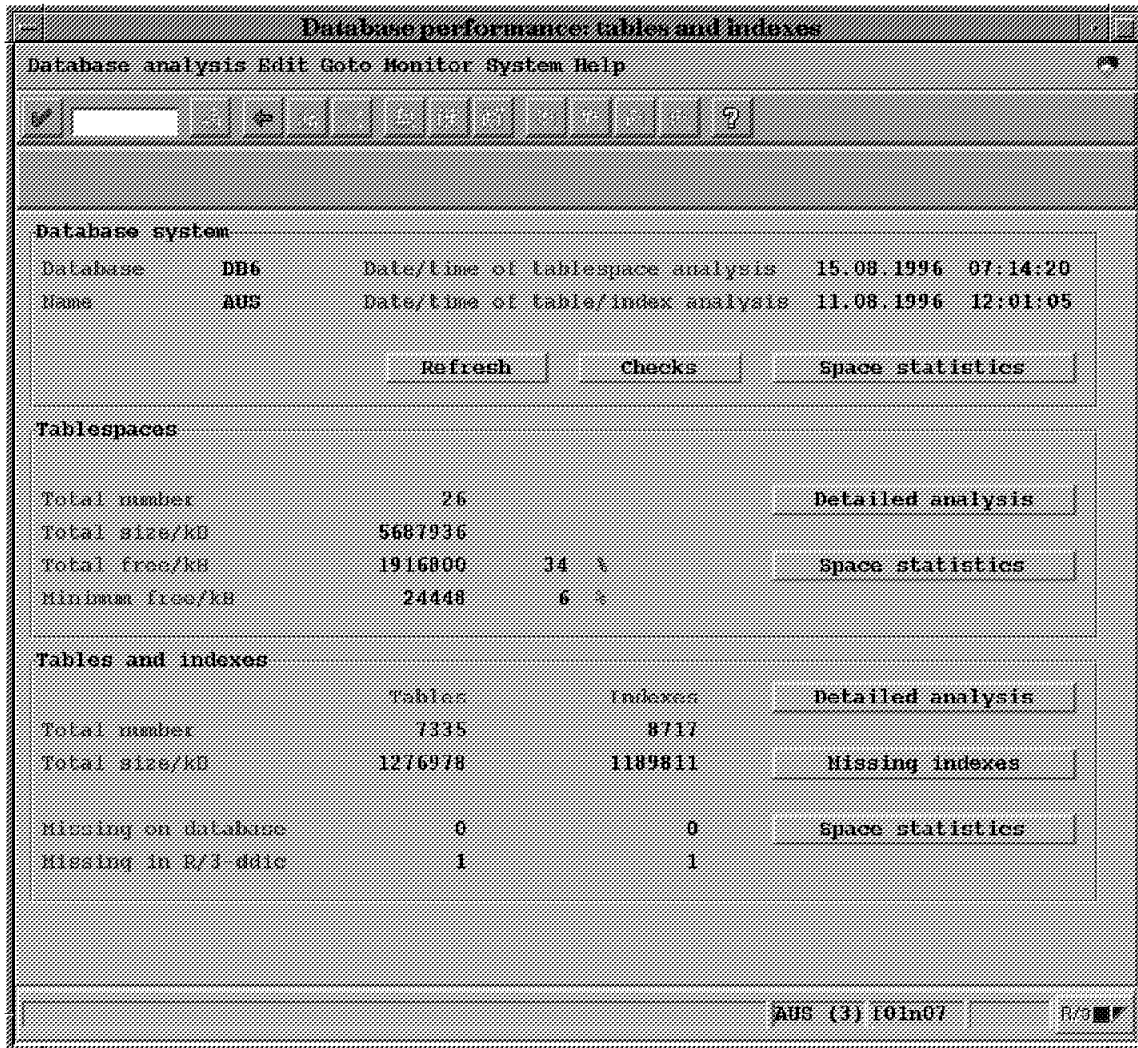 Database performance: tables and indexes
Database analysis Edit Goto Monitor System Help
?
Database system
Database DB6 Date/time of tablespace analysis 15.08.1996 07:14:20
Name AUS Date/time of table/index analysis 11.08.1996 12:01:05
Refresh Checks Space statistics
Tablespaces
Total number 26 Detailed analysis
Total size/kB 5687936
Total free/kB 1916800 34 % Space statistics
Minimum free/kB 24448 6 %
Tables and indexes
Tables Indexes Detailed analysis
Total number 7335 8717
Total size/kB 1276978 1189811 Missing indexes
Missing on database 0 0 Space statistics
Missing in R/3-ddic 1 1
AUS (3) f01n07 R/3